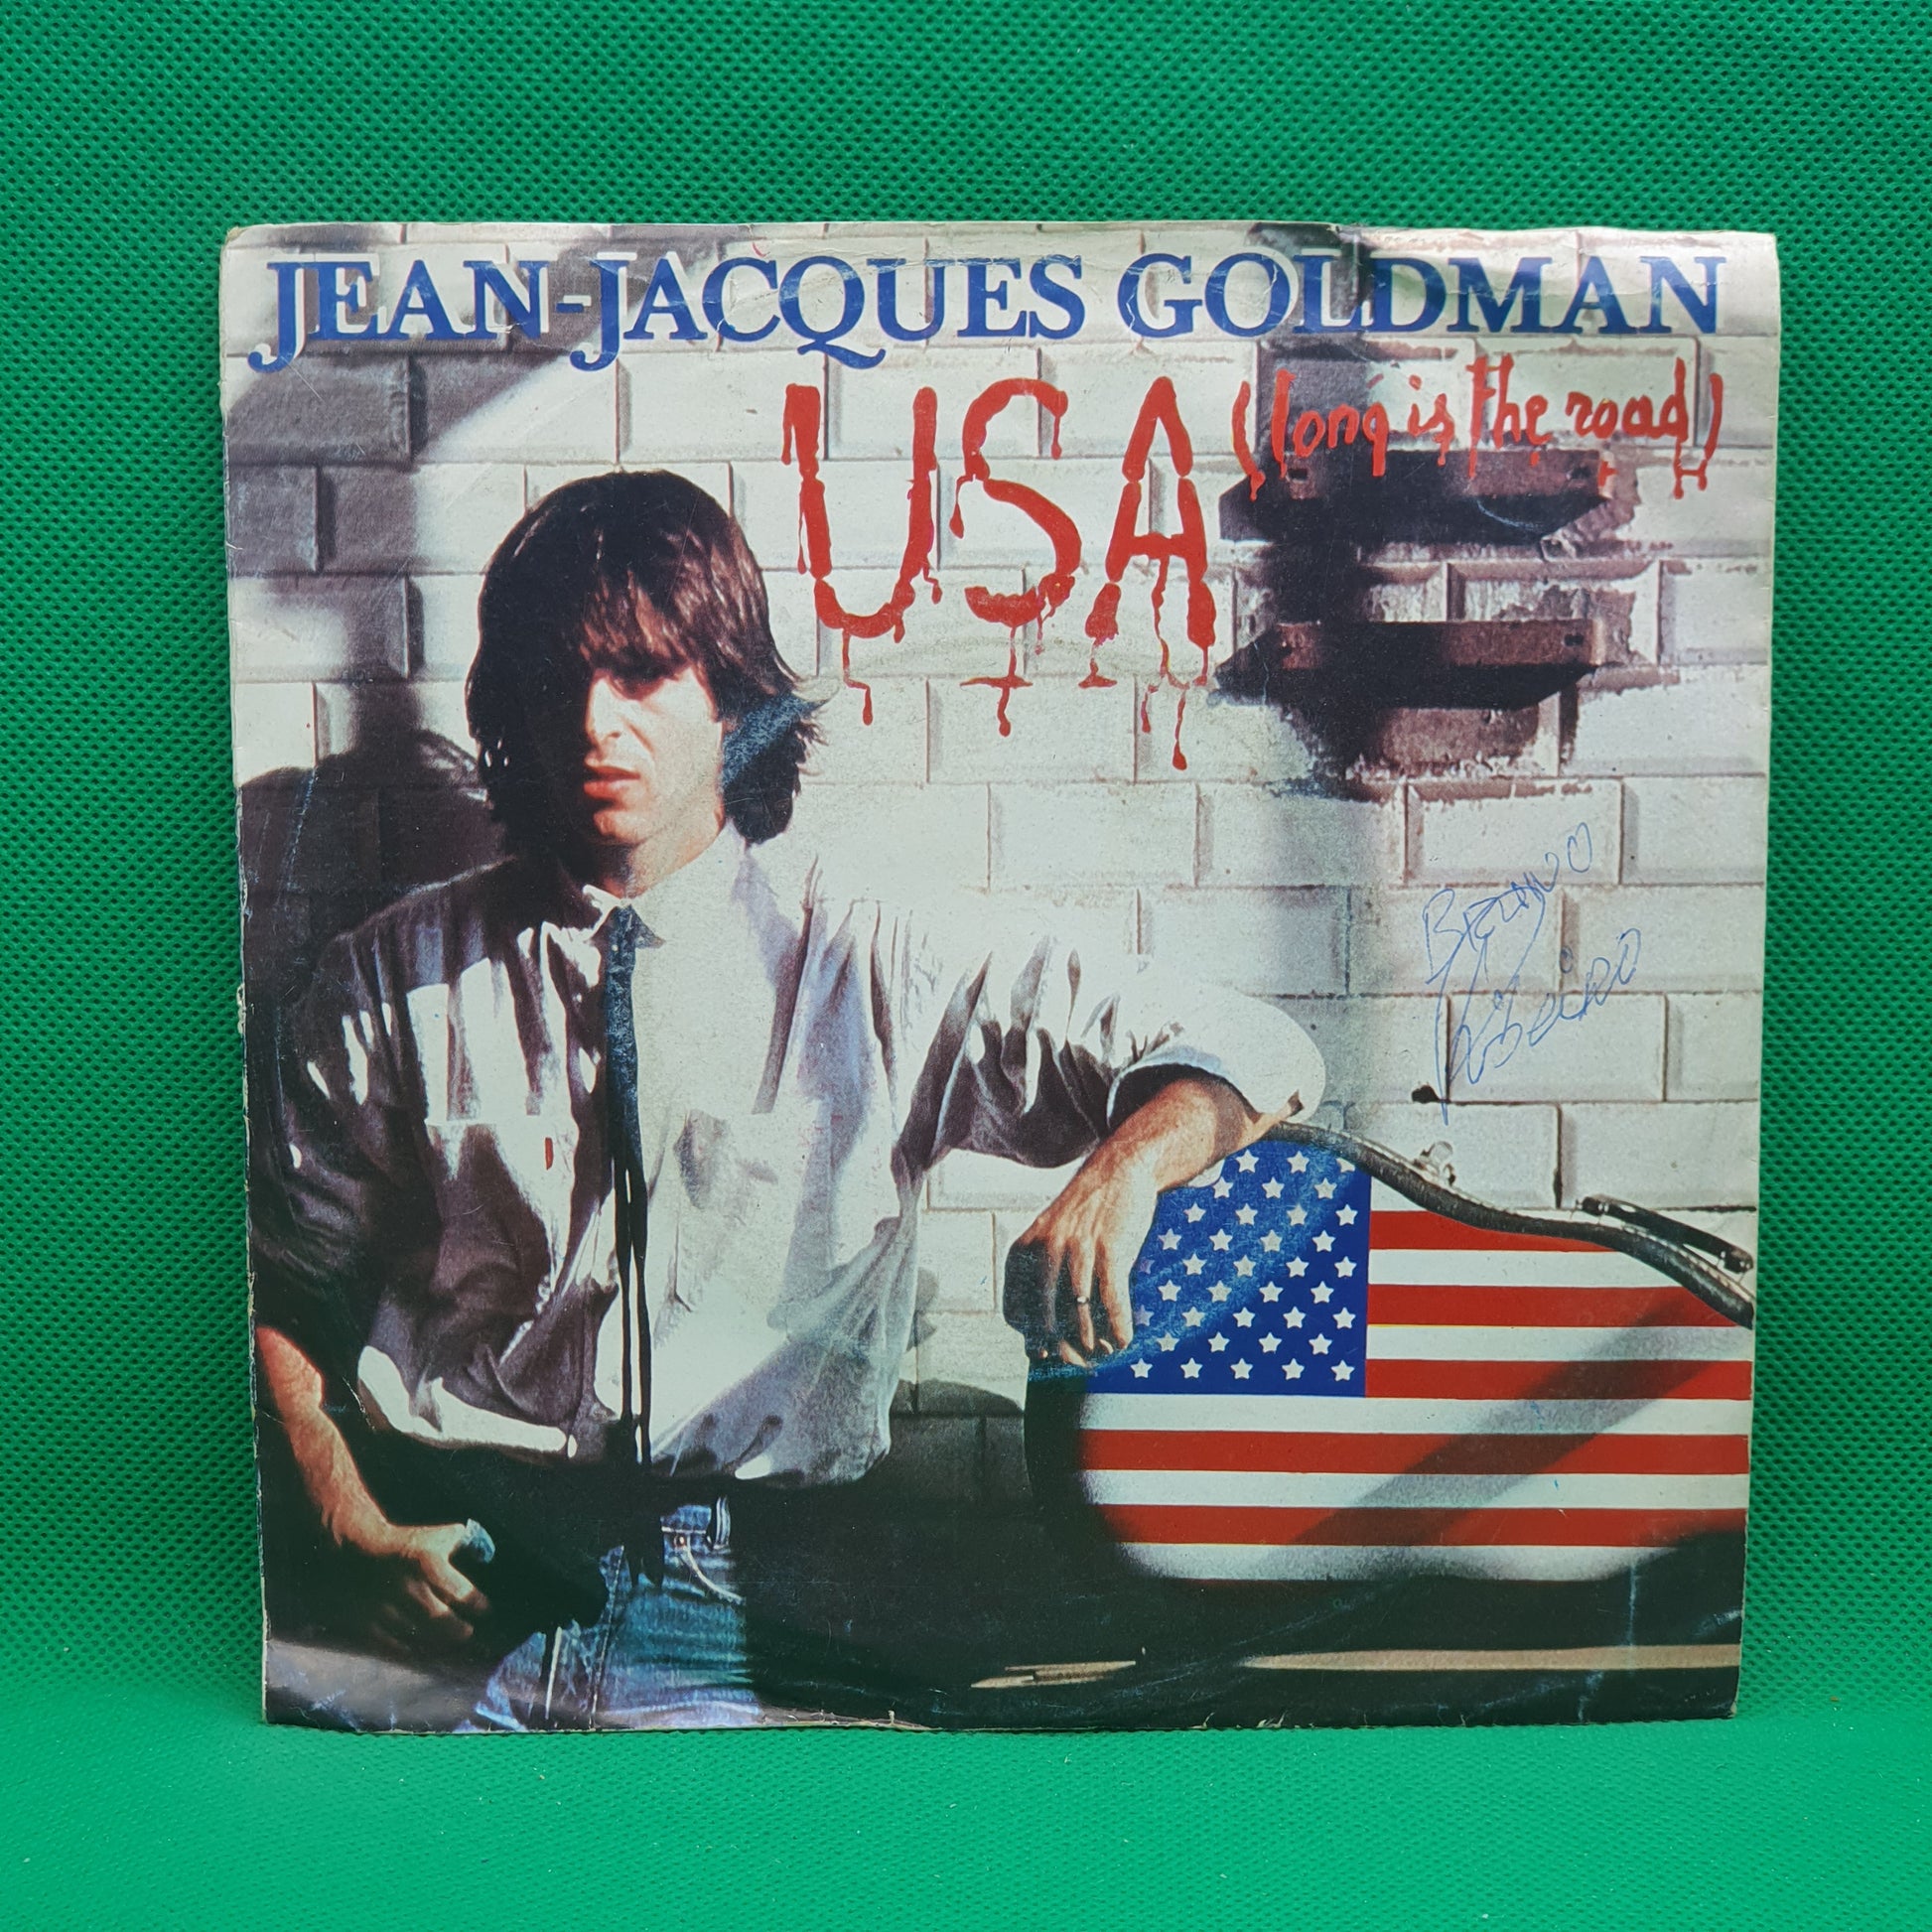 JEAN-JACQUES GOLDMAN
USA (long is the road)